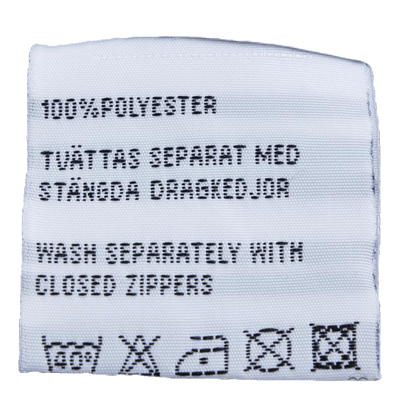 100%POLYESTER
TVÄTTAS SEPARAT MED
STÄNGDA DRAGKEDJOR
WASH SEPARATELY WITH
CLOSED ZIPPERS
40°